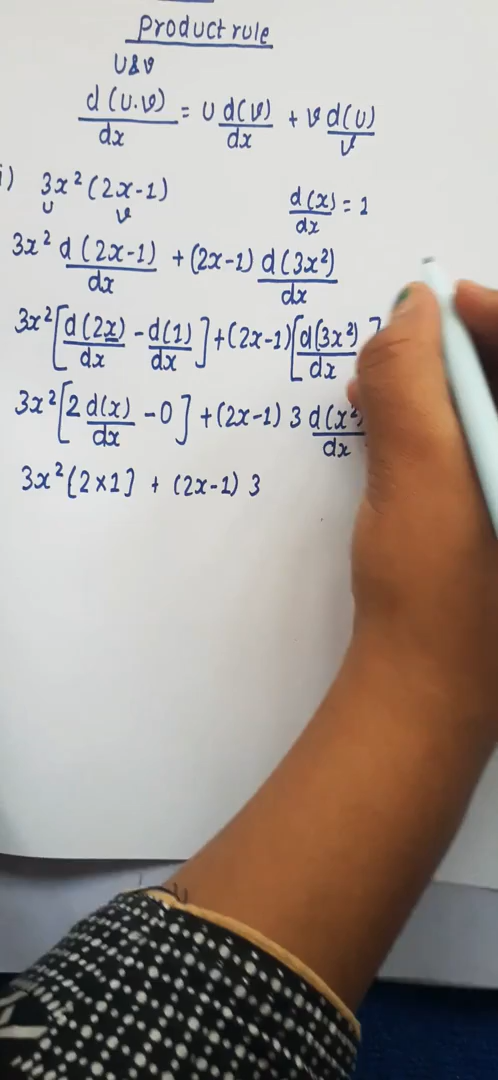 Product rule
U & V
d(U.V)/dx = U d(V)/dx + V d(U)/V
i) 3x² (2x-1)
U V
d(x)/dx = 1
3x² d(2x-1)/dx + (2x-1) d(3x²)/dx
3x² [d(2x)/dx - d(1)/dx] + (2x-1) [d(3x²)/dx]
3x² [2 d(x)/dx - 0] + (2x-1) 3 d(x²)/dx
3x² [2×1] + (2x-1) 3